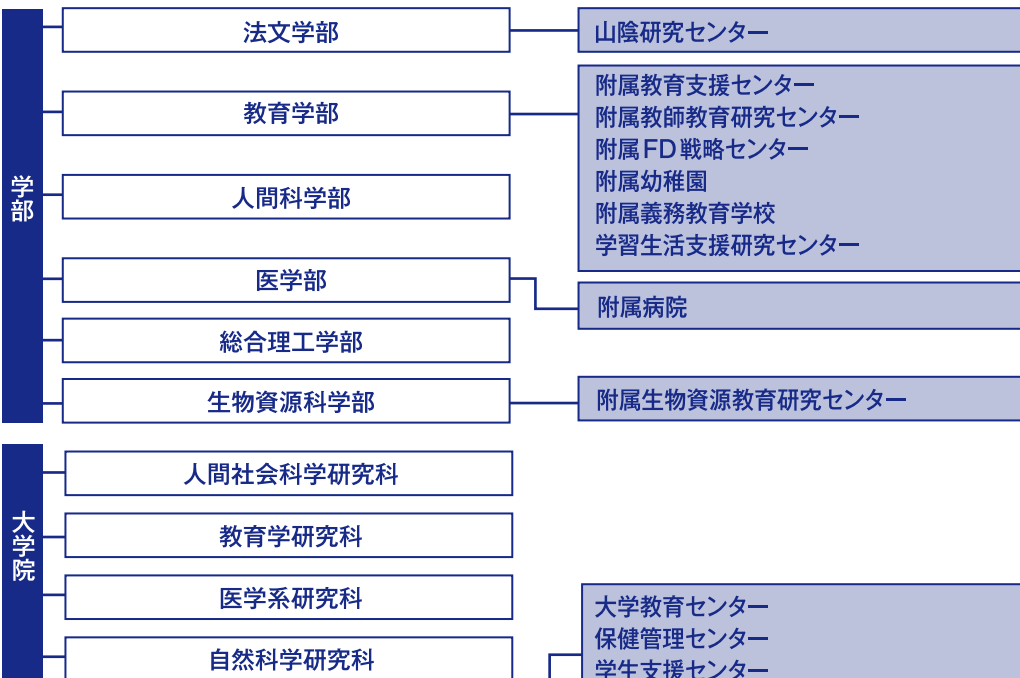 学部
法文学部
山陰研究センター
教育学部
附属教育支援センター
附属教師教育研究センター
附属FD戦略センター
附属幼稚園
附属義務教育学校
学習生活支援研究センター
人間科学部
医学部
附属病院
総合理工学部
生物資源科学部
附属生物資源教育研究センター
大学院
人間社会科学研究科
教育学研究科
医学系研究科
自然科学研究科
大学教育センター
保健管理センター
学生支援センター